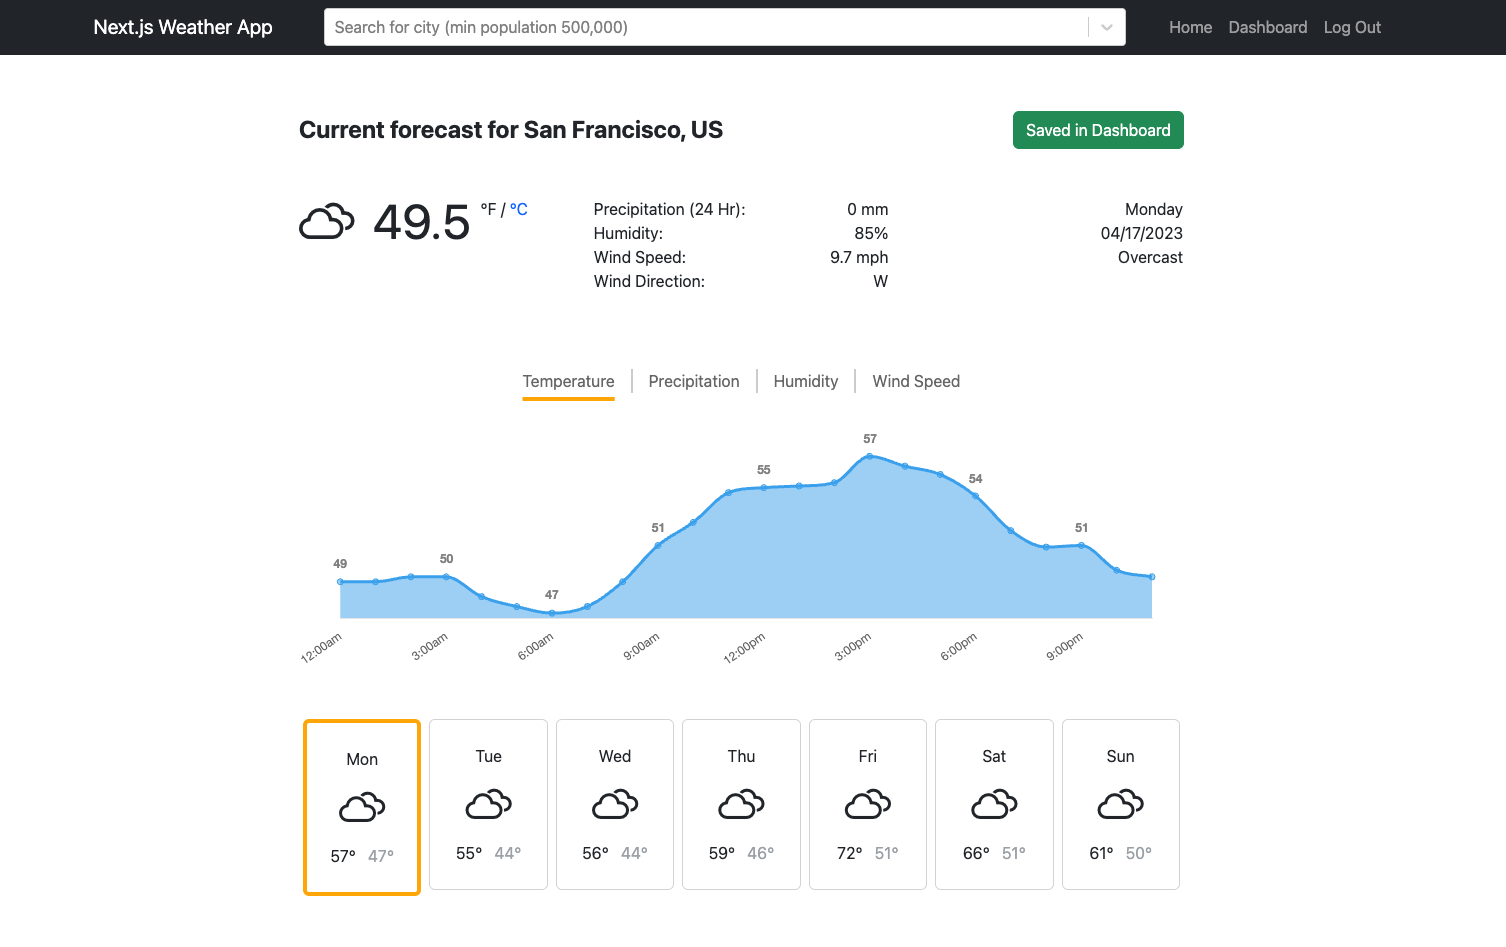 Next.js Weather App
Search for city (min population 500,000)
Home Dashboard Log Out
Current forecast for San Francisco, US
Saved in Dashboard
49.5 °F / °C
Precipitation (24 Hr): 0 mm
Humidity: 85%
Wind Speed: 9.7 mph
Wind Direction: W
Monday
04/17/2023
Overcast
Temperature Precipitation Humidity Wind Speed
49 50 47 51 55 57 54 51
12:00am 3:00am 6:00am 9:00am 12:00pm 3:00pm 6:00pm 9:00pm
Mon Tue Wed Thu Fri Sat Sun
57° 47° 55° 44° 56° 44° 59° 46° 72° 51° 66° 51° 61° 50°